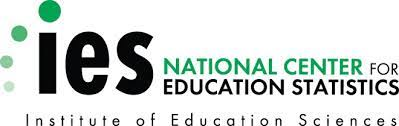 ies NATIONAL CENTER FOR
EDUCATION STATISTICS
Institute of Education Sciences